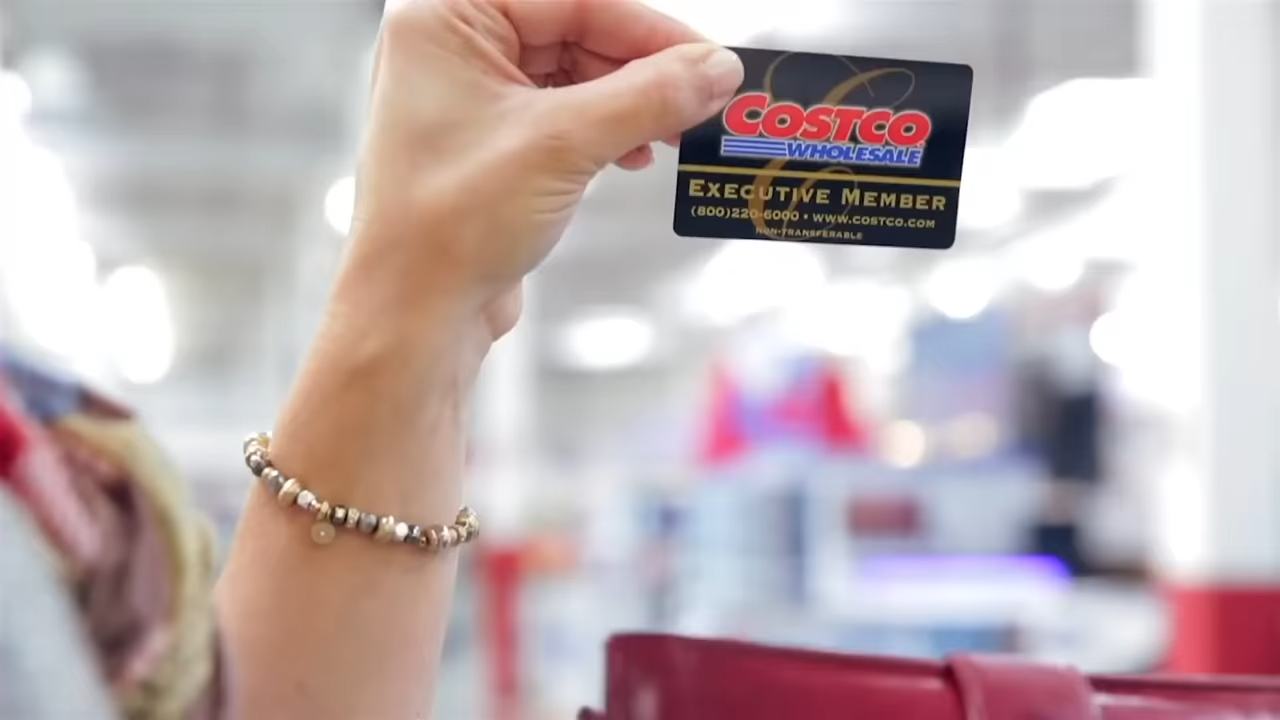 COSTCO
WHOLESALE
EXECUTIVE MEMBER
(800)220-6000 • WWW.COSTCO.COM
NON-TRANSFERABLE